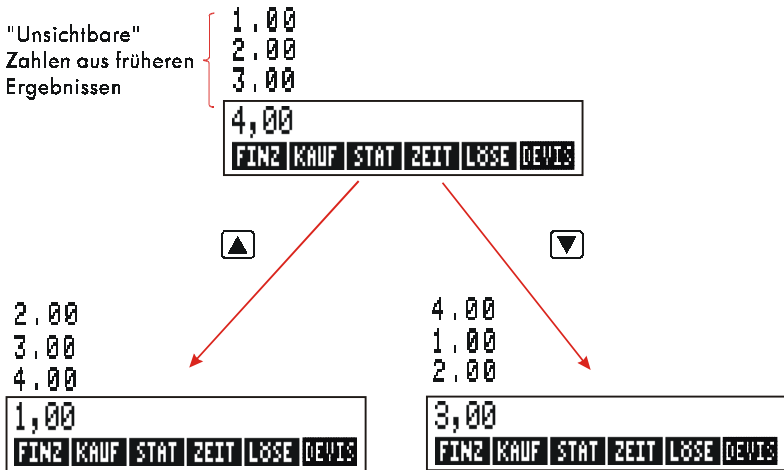 "Unsichtbare"
Zahlen aus früheren
Ergebnissen
1.00
2.00
3.00
4,00
FINZ KAUF STAT ZEIT LÖSE DEVIS
2.00
3.00
4.00
1,00
FINZ KAUF STAT ZEIT LÖSE DEVIS
4.00
1.00
2.00
3,00
FINZ KAUF STAT ZEIT LÖSE DEVIS